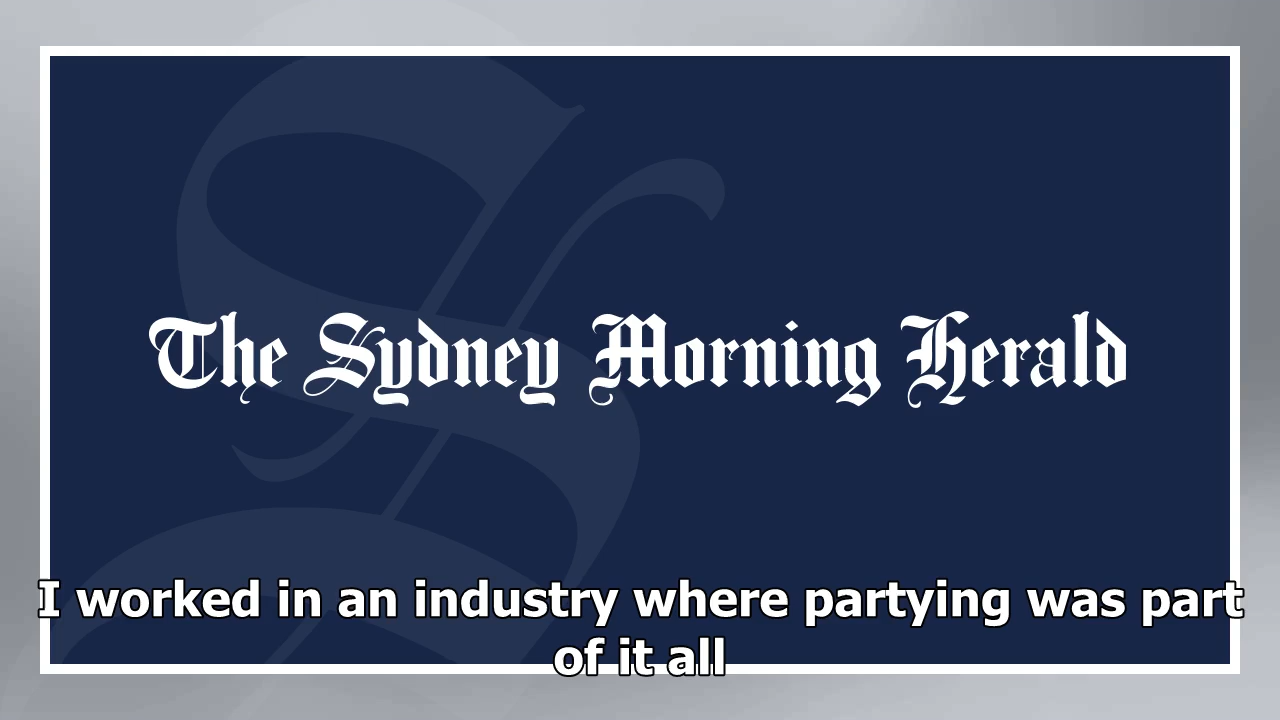 The Sydney Morning Herald
I worked in an industry where partying was part
of it all